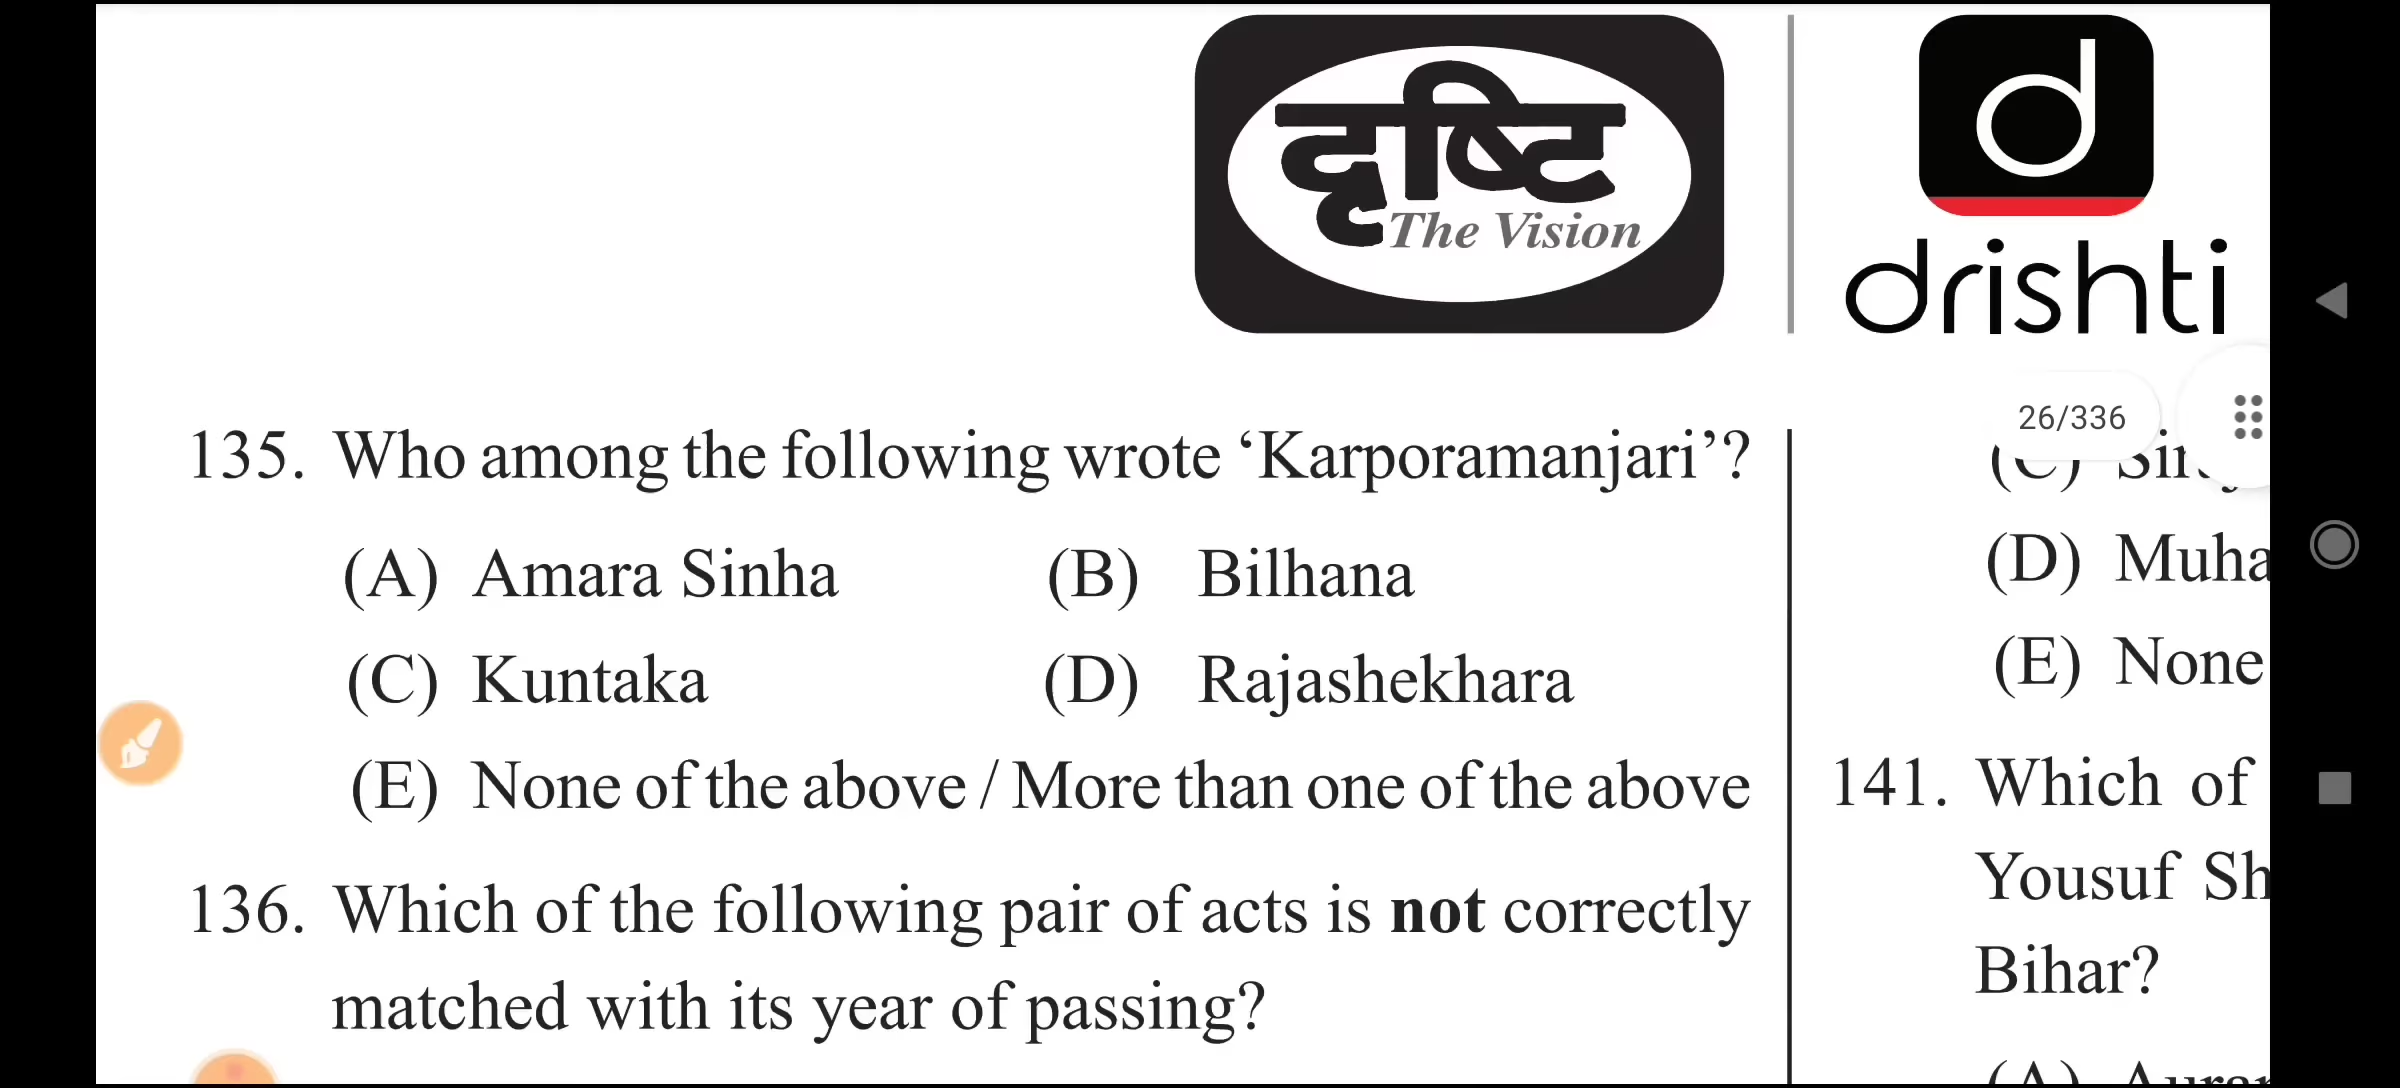 दृष्टि
The Vision
d
drishti
26/336
135. Who among the following wrote ‘Karporamanjari’?
(A) Amara Sinha (B) Bilhana
(C) Kuntaka (D) Rajashekhara
(E) None of the above / More than one of the above
136. Which of the following pair of acts is not correctly
matched with its year of passing?
(C)
(D) Muha
(E) None
141. Which of
Yousuf Sh
Bihar?
(A)